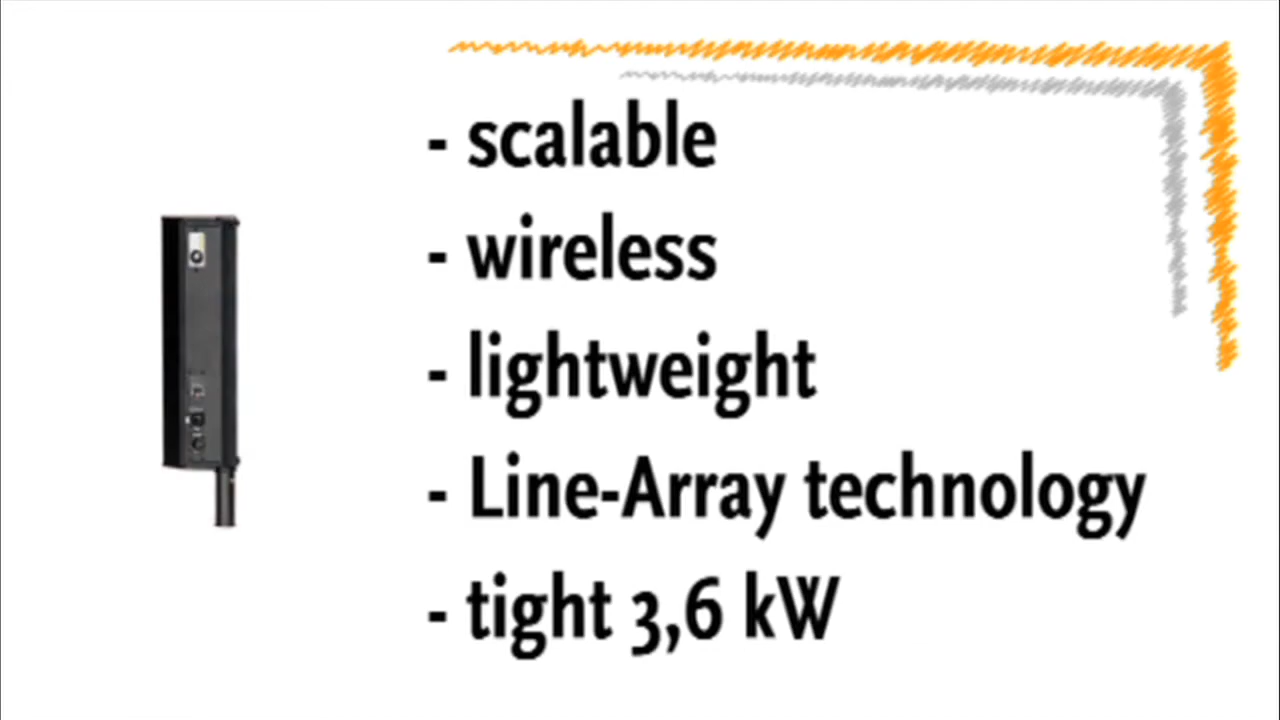 - scalable
- wireless
- lightweight
- Line-Array technology
- tight 3,6 kW